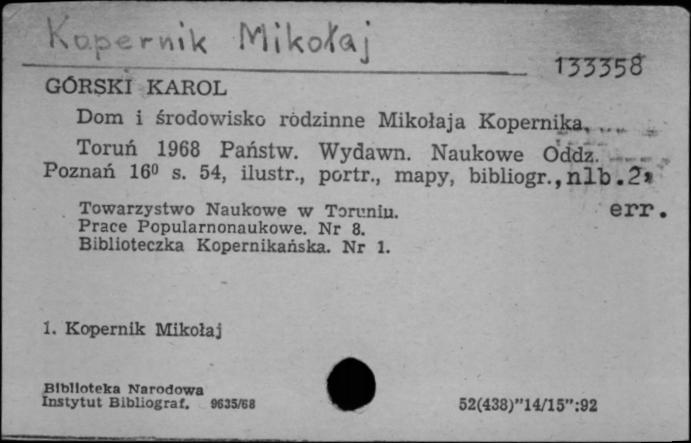 Kopernik Mikołaj
133358
GÓRSKI KAROL
Dom i środowisko rodzinne Mikołaja Kopernika.
Toruń 1968 Państw. Wydawn. Naukowe Oddz.
Poznań 16⁰ s. 54, ilustr., portr., mapy, bibliogr., nlb.2,
err.
Towarzystwo Naukowe w Toruniu.
Prace Popularnonaukowe. Nr 8.
Biblioteczka Kopernikańska. Nr 1.
1. Kopernik Mikołaj
Biblioteka Narodowa
Instytut Bibliograf. 9635/68
52(438)"14/15":92